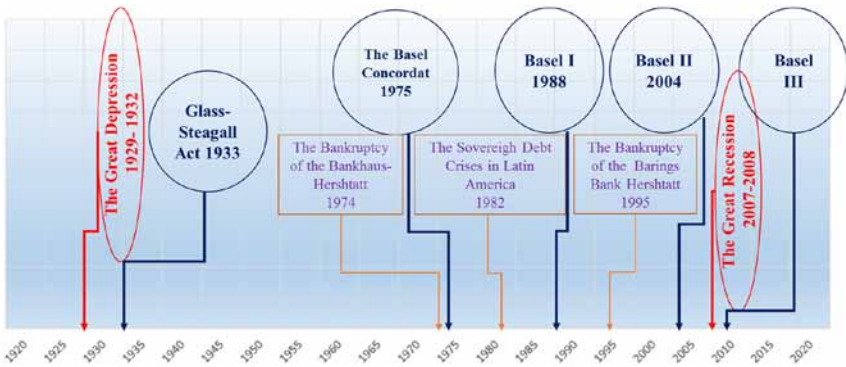 The Great Depression
1929- 1932
Glass-
Steagall
Act 1933
The Basel
Concordat
1975
Basel I
1988
Basel II
2004
Basel
III
The Bankruptcy
of the Bankhaus-
Hershtatt
1974
The Sovereigh Debt
Crises in Latin
America
1982
The Bankruptcy
of the Barings
Bank Hershtatt
1995
The Great Recession
2007-2008
1920 1925 1930 1935 1940 1945 1950 1955 1960 1965 1970 1975 1980 1985 1990 1995 2000 2005 2010 2015 2020